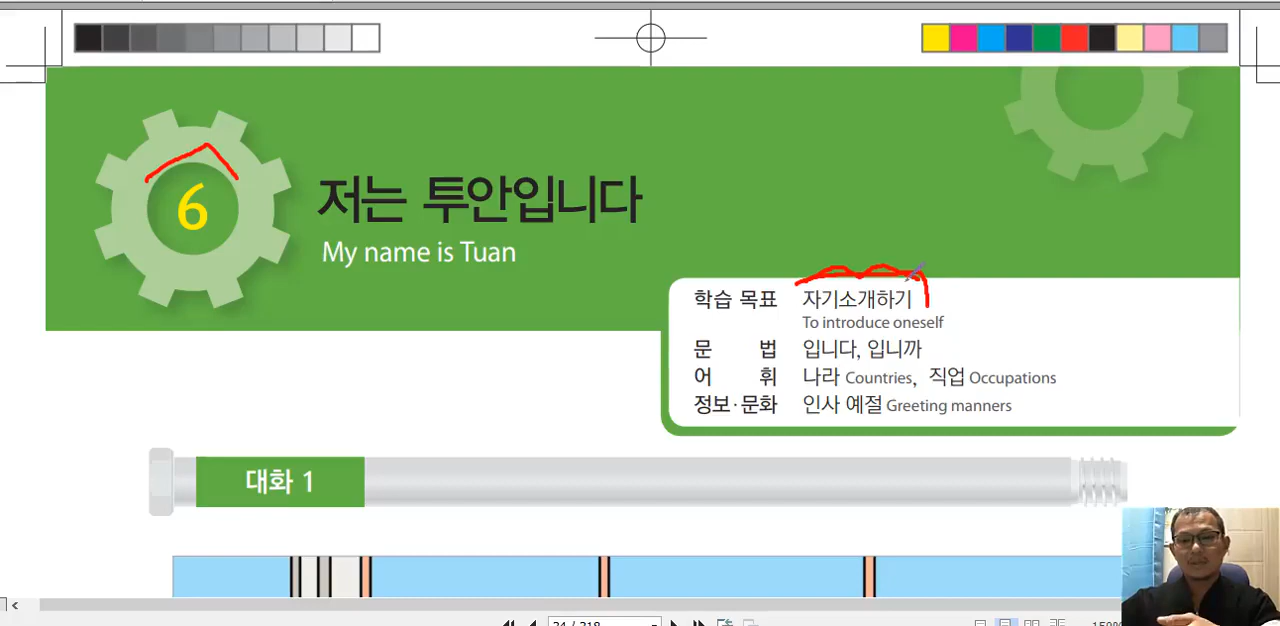 6
저는 투안입니다
My name is Tuan
학습 목표 자기소개하기
To introduce oneself
문 법 입니다, 입니까
어 휘 나라 Countries, 직업 Occupations
정보·문화 인사 예절 Greeting manners
대화 1